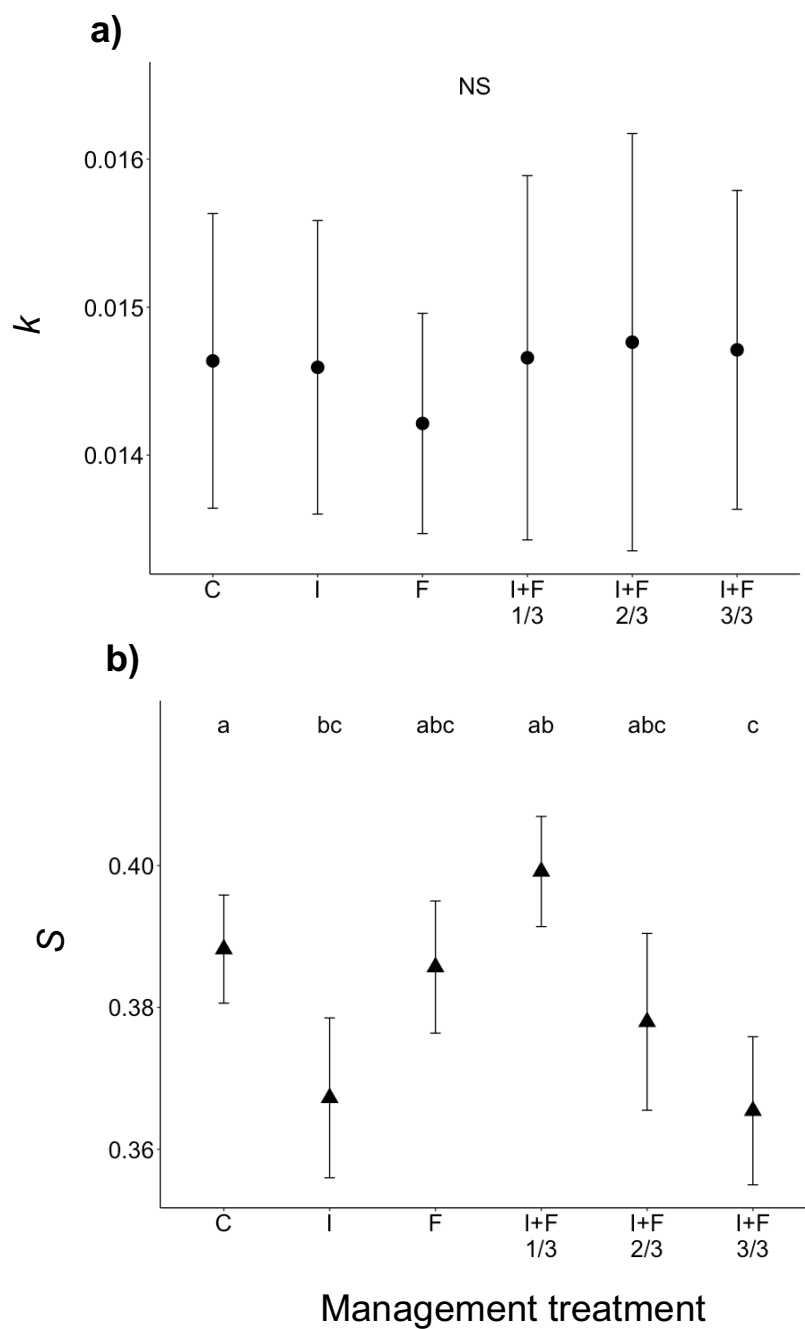 a)
NS
0.016
0.015
k
0.014
C I F I+F I+F I+F
1/3 2/3 3/3
b)
a bc abc ab abc c
0.40
S
0.38
0.36
C I F I+F I+F I+F
1/3 2/3 3/3
Management treatment